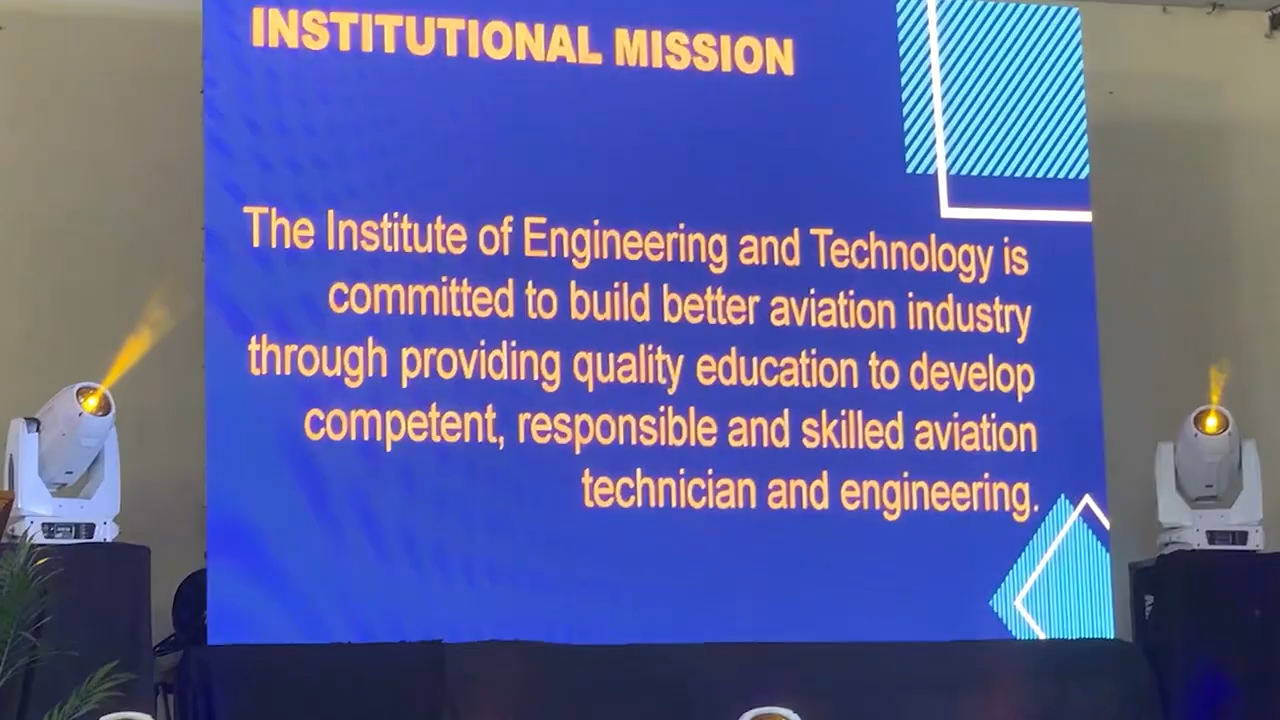 INSTITUTIONAL MISSION
The Institute of Engineering and Technology is
committed to build better aviation industry
through providing quality education to develop
competent, responsible and skilled aviation
technician and engineering.